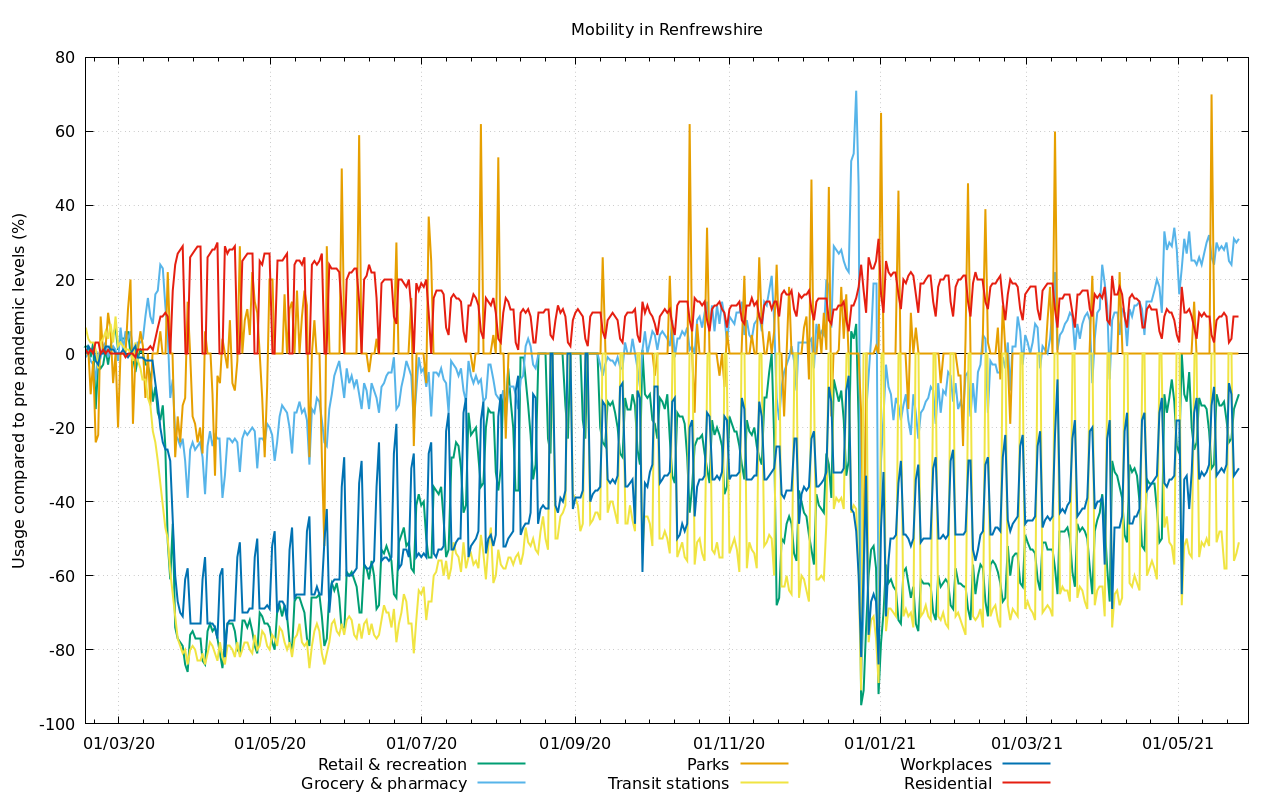 Mobility in Renfrewshire
Usage compared to pre pandemic levels (%)
80
60
40
20
0
-20
-40
-60
-80
-100
01/03/20 01/05/20 01/07/20 01/09/20 01/11/20 01/01/21 01/03/21 01/05/21
Retail & recreation Parks Workplaces
Grocery & pharmacy Transit stations Residential